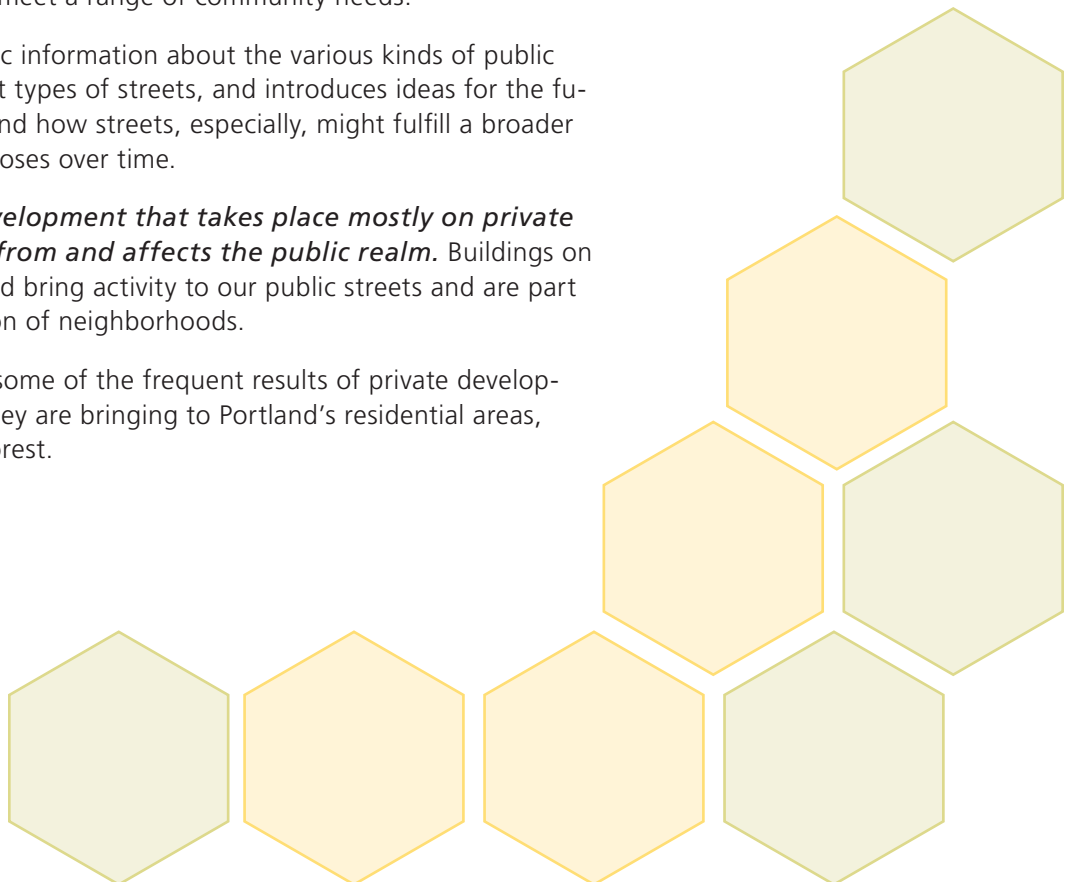 meet a range of community needs.
c information about the various kinds of public
t types of streets, and introduces ideas for the fu-
nd how streets, especially, might fulfill a broader
oses over time.
velopment that takes place mostly on private
from and affects the public realm. Buildings on
d bring activity to our public streets and are part
on of neighborhoods.
some of the frequent results of private develop-
ey are bringing to Portland's residential areas,
orest.